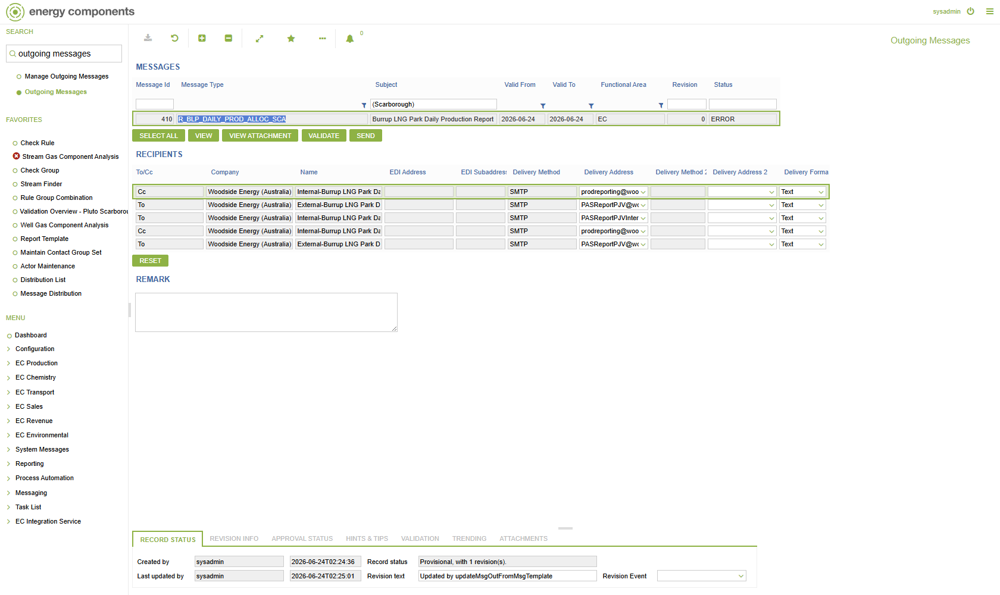 energy components
sysadmin
SEARCH
outgoing messages
Manage Outgoing Messages
Outgoing Messages
FAVORITES
Check Rule
Stream Gas Component Analysis
Check Group
Stream Finder
Rule Group Combination
Validation Overview - Pluto Scarborou
Well Gas Component Analysis
Report Template
Maintain Contact Group Set
Actor Maintenance
Distribution List
Message Distribution
MENU
Dashboard
Configuration
EC Production
EC Chemistry
EC Transport
EC Sales
EC Revenue
EC Environmental
System Messages
Reporting
Process Automation
Messaging
Task List
EC Integration Service
0
Outgoing Messages
MESSAGES
Message Id Message Type Subject Valid From Valid To Functional Area Revision Status
(Scarborough)
410 R_BLP_DAILY_PROD_ALLOC_SCA Burrup LNG Park Daily Production Report 2026-06-24 2026-06-24 EC 0 ERROR
SELECT ALL VIEW VIEW ATTACHMENT VALIDATE SEND
RECIPIENTS
To/Cc Company Name EDI Address EDI Subaddress Delivery Method Delivery Address Delivery Method 2 Delivery Address 2 Delivery Forma
Cc Woodside Energy (Australia) Internal-Burrup LNG Park Da SMTP prodreporting@woo Text
To Woodside Energy (Australia) External-Burrup LNG Park D SMTP PASReportPJV@wo Text
To Woodside Energy (Australia) Internal-Burrup LNG Park Da SMTP PASReportPJVInter Text
Cc Woodside Energy (Australia) Internal-Burrup LNG Park Da SMTP prodreporting@woo Text
To Woodside Energy (Australia) External-Burrup LNG Park D SMTP PASReportPJV@wo Text
RESET
REMARK
RECORD STATUS REVISION INFO APPROVAL STATUS HINTS & TIPS VALIDATION TRENDING ATTACHMENTS
Created by sysadmin 2026-06-24T02:24:36 Record status Provisional, with 1 revision(s).
Last updated by sysadmin 2026-06-24T02:25:01 Revision text Updated by updateMsgOutFromMsgTemplate Revision Event